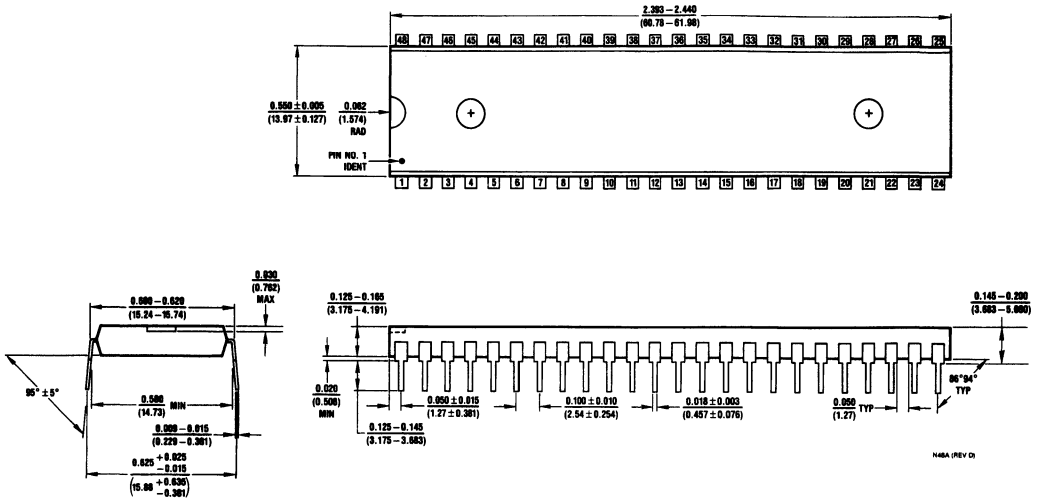 2.393 – 2.440
(60.78 – 61.98)
48 47 46 45 44 43 42 41 40 39 38 37 36 35 34 33 32 31 30 29 28 27 26 25
0.550 ± 0.005
(13.97 ± 0.127)
0.062
(1.574)
RAD
PIN NO. 1
IDENT
1 2 3 4 5 6 7 8 9 10 11 12 13 14 15 16 17 18 19 20 21 22 23 24
0.030
(0.762)
MAX
0.600 – 0.620
(15.24 – 15.74)
95° ± 5°
0.580
(14.73)
MIN
0.009 – 0.015
(0.229 – 0.381)
0.625 +0.025
–0.015
(15.88 +0.635
–0.381)
0.125 – 0.165
(3.175 – 4.191)
0.145 – 0.200
(3.683 – 5.080)
0.020
(0.508)
MIN
0.050 ± 0.015
(1.27 ± 0.381)
0.100 ± 0.010
(2.54 ± 0.254)
0.018 ± 0.003
(0.457 ± 0.076)
0.050
(1.27)
TYP
86°94°
TYP
0.125 – 0.145
(3.175 – 3.683)
N48A (REV D)